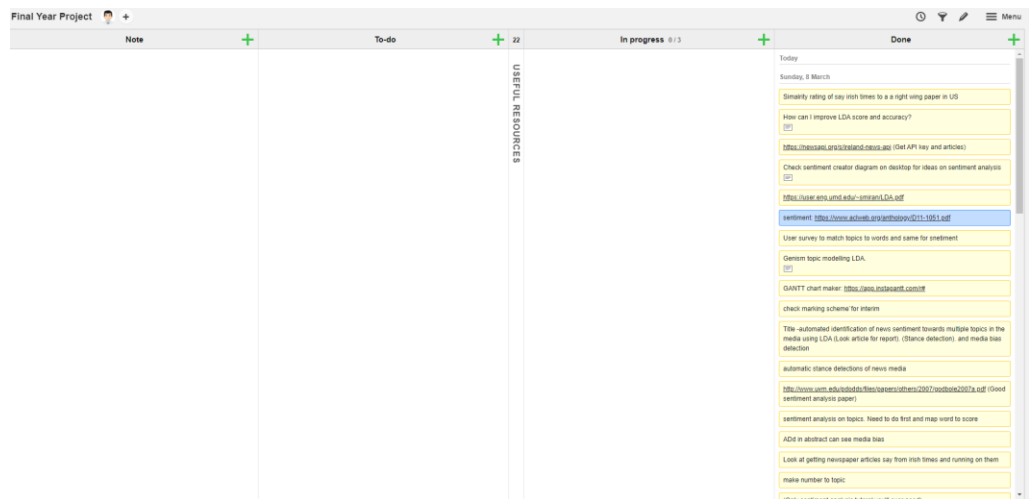 Final Year Project
Menu
Note
To-do
22
In progress 0/3
Done
USEFUL RESOURCES
Today
Sunday, 8 March
Simalrity rating of say irish times to a a right wing paper in US
How can I improve LDA score and accuracy?
https://newsapi.org/s/ireland-news-api (Get API key and articles)
Check sentiment creator diagram on desktop for ideas on sentiment analysis
https://user.eng.umd.edu/~smiran/LDA.pdf
sentiment: https://www.aclweb.org/anthology/D11-1051.pdf
User survey to match topics to words and same for snetiment
Genism topic modelling LDA.
GANTT chart maker: https://app.instagantt.com/r#
check marking scheme for interim
Title -automated identification of news sentiment towards multiple topics in the
media using LDA (Look article for report). (Stance detection). and media bias
detection
automatic stance detections of news media
http://www.uvm.edu/pdodds/files/papers/others/2007/godbole2007a.pdf (Good
sentiment analysis paper)
sentiment analysis on topics. Need to do first and map word to score
ADd in abstract can see media bias
Look at getting newspaper articles say from irish times and running on them
make number to topic